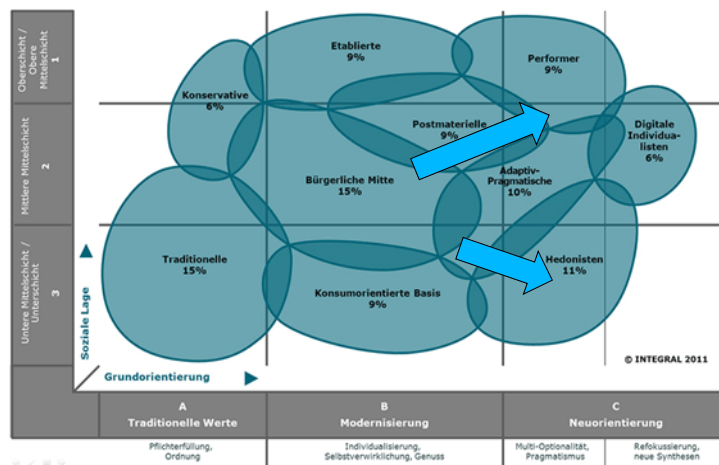 Oberschicht /
Obere
Mittelschicht
1
Mittlere Mittelschicht
2
Untere Mittelschicht /
Unterschicht
3
Soziale Lage
Etablierte
9%
Performer
9%
Konservative
6%
Postmaterielle
9%
Digitale
Individua-
listen
6%
Bürgerliche Mitte
15%
Adaptiv-
Pragmatische
10%
Traditionelle
15%
Hedonisten
11%
Konsumorientierte Basis
9%
© INTEGRAL 2011
Grundorientierung
A
Traditionelle Werte
B
Modernisierung
C
Neuorientierung
Pflichterfüllung,
Ordnung
Individualisierung,
Selbstverwirklichung, Genuss
Multi-Optionalität,
Pragmatismus
Refokussierung,
neue Synthesen